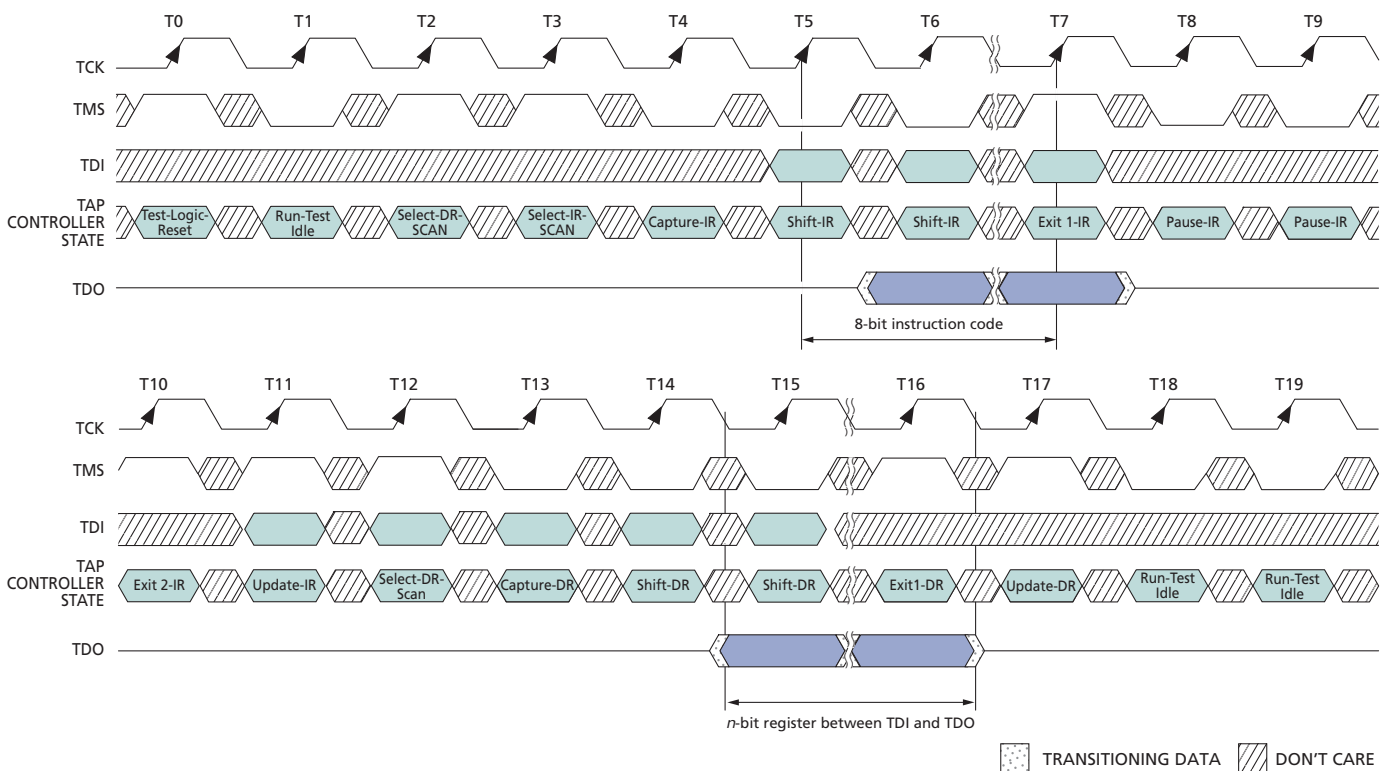 T0 T1 T2 T3 T4 T5 T6 T7 T8 T9
TCK
TMS
TDI
TAP
CONTROLLER
STATE
Test-Logic-
Reset
Run-Test
Idle
Select-DR-
SCAN
Select-IR-
SCAN
Capture-IR
Shift-IR
Shift-IR
Exit 1-IR
Pause-IR
Pause-IR
TDO
8-bit instruction code
T10 T11 T12 T13 T14 T15 T16 T17 T18 T19
TCK
TMS
TDI
TAP
CONTROLLER
STATE
Exit 2-IR
Update-IR
Select-DR-
Scan
Capture-DR
Shift-DR
Shift-DR
Exit1-DR
Update-DR
Run-Test
Idle
Run-Test
Idle
TDO
n-bit register between TDI and TDO
TRANSITIONING DATA
DON'T CARE